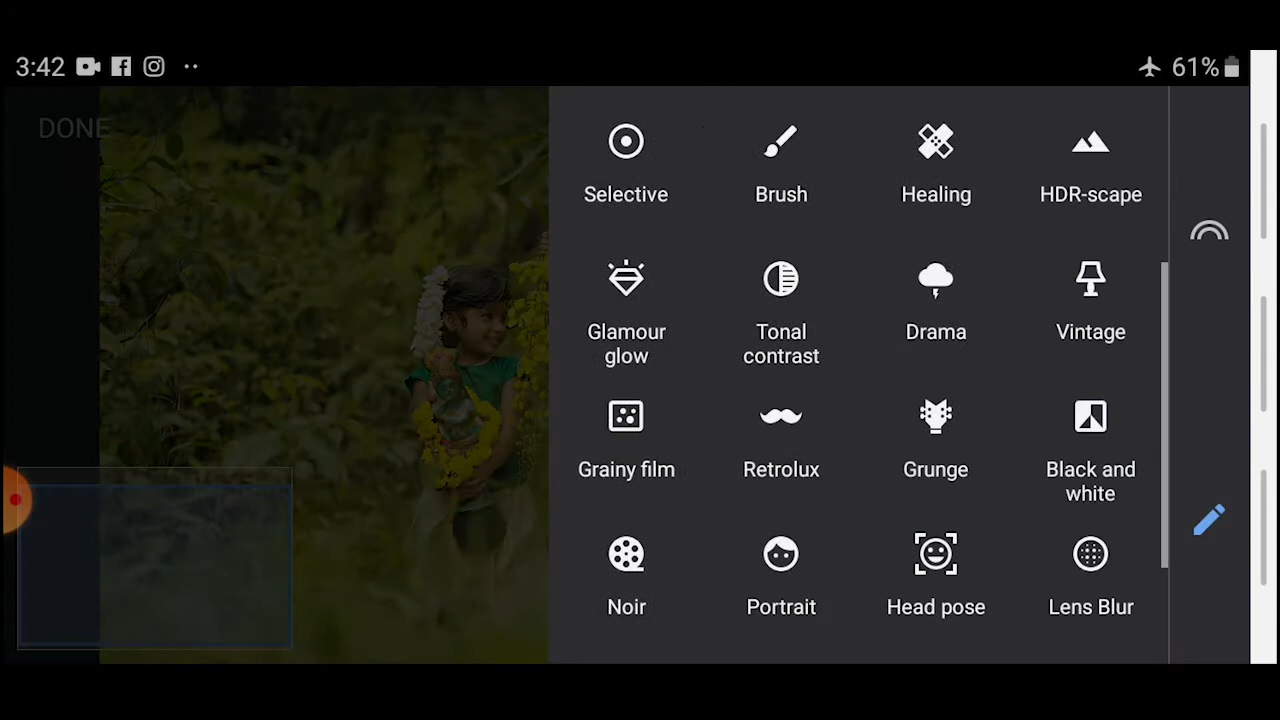 3:42
61%
DONE
Selective
Brush
Healing
HDR-scape
Glamour
glow
Tonal
contrast
Drama
Vintage
Grainy film
Retrolux
Grunge
Black and
white
Noir
Portrait
Head pose
Lens Blur